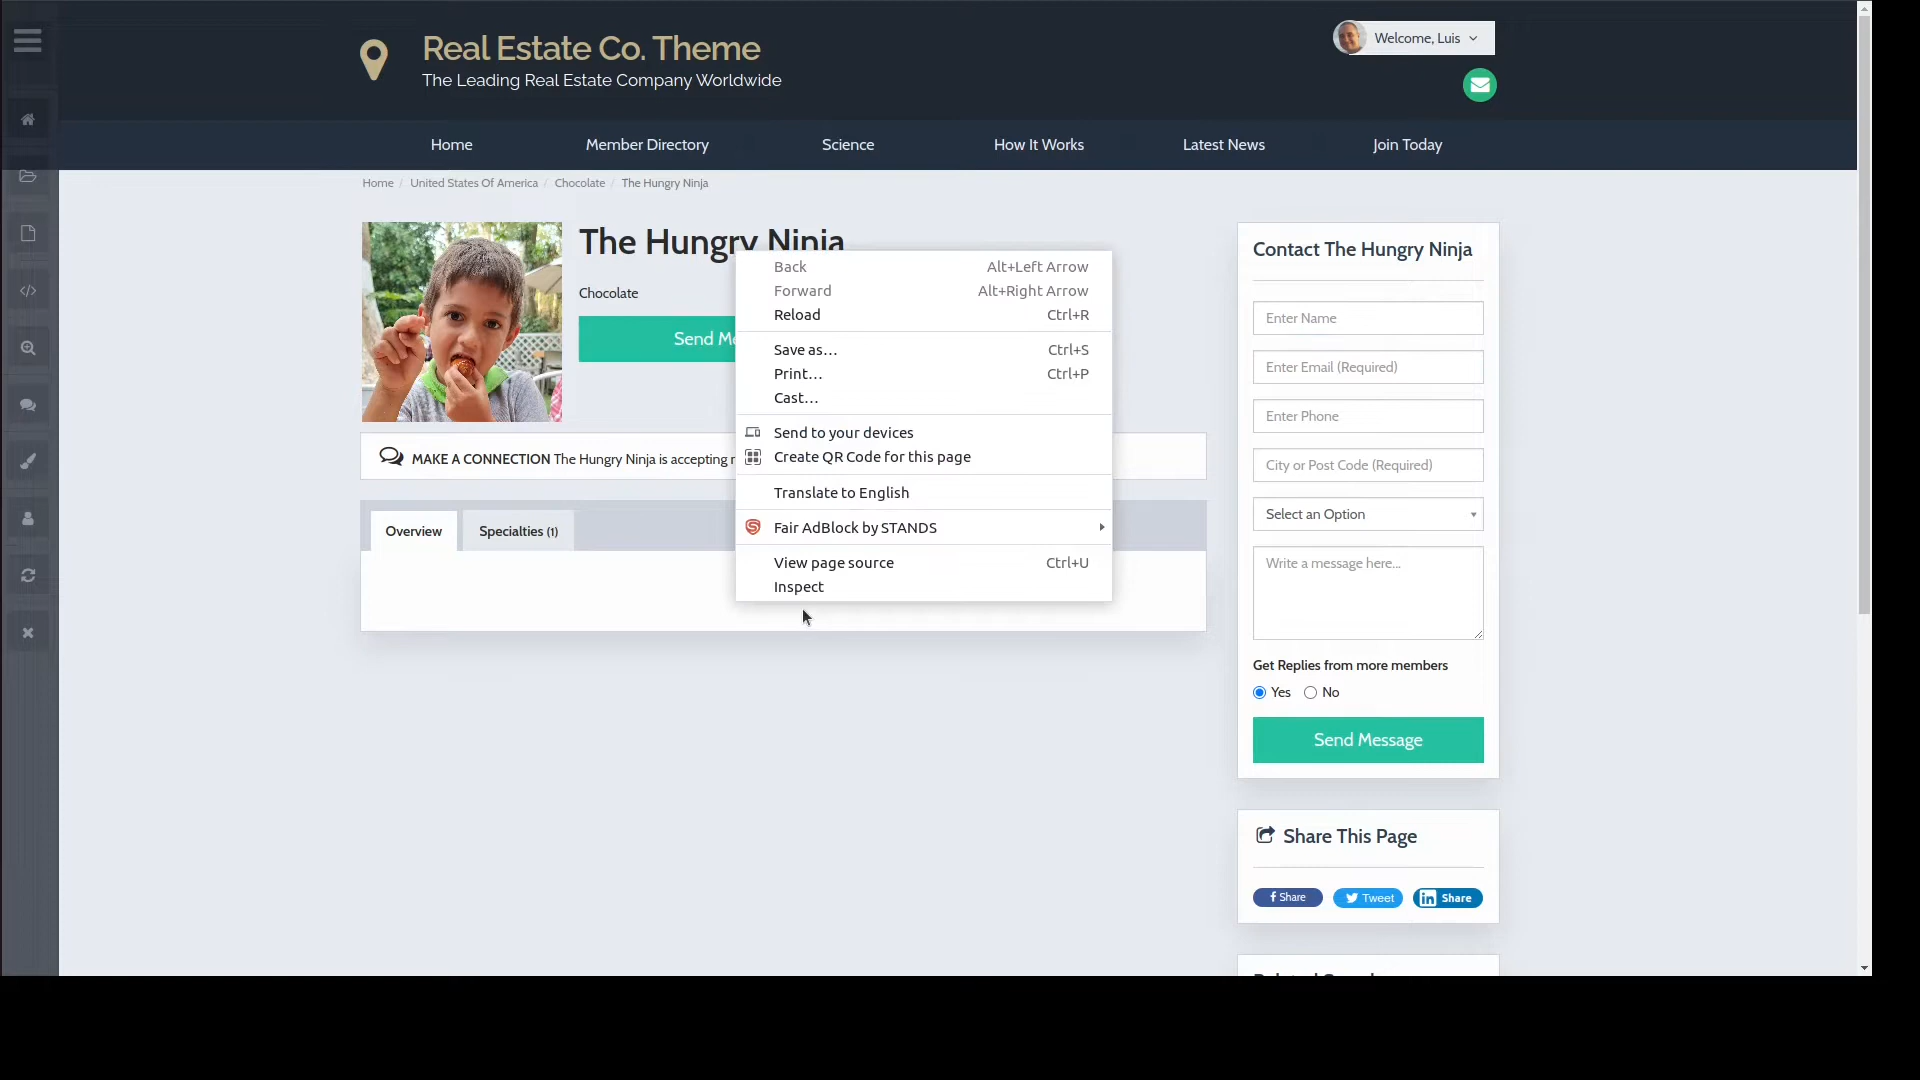 Real Estate Co. Theme
The Leading Real Estate Company Worldwide
Welcome, Luis
Home
Member Directory
Science
How It Works
Latest News
Join Today
Home / United States Of America / Chocolate / The Hungry Ninja
The Hungry Ninja
Chocolate
Send
MAKE A CONNECTION The Hungry Ninja is accepting
Overview
Specialties (1)
Back Alt+Left Arrow
Forward Alt+Right Arrow
Reload Ctrl+R
Save as... Ctrl+S
Print... Ctrl+P
Cast...
Send to your devices
Create QR Code for this page
Translate to English
Fair AdBlock by STANDS
View page source Ctrl+U
Inspect
Contact The Hungry Ninja
Enter Name
Enter Email (Required)
Enter Phone
City or Post Code (Required)
Select an Option
Write a message here...
Get Replies from more members
Yes No
Send Message
Share This Page
Share
Tweet
Share